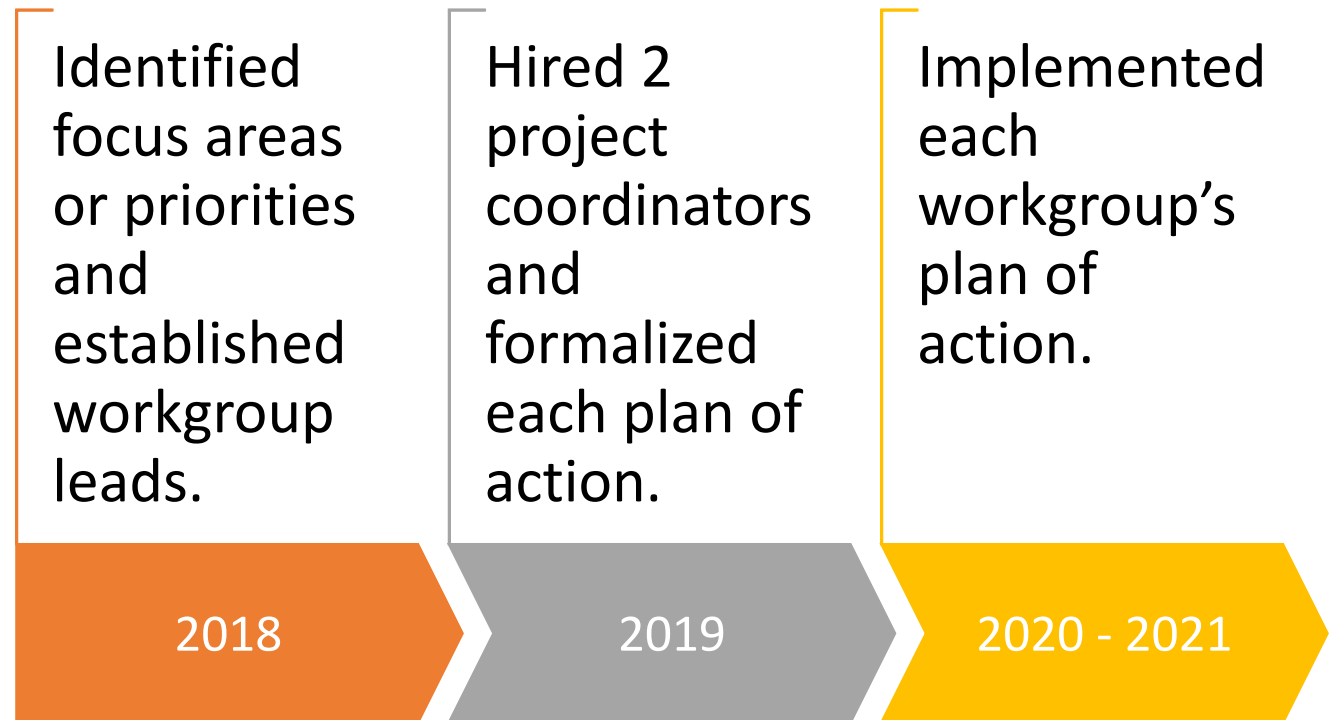 Identified
focus areas
or priorities
and
established
workgroup
leads.
2018
Hired 2
project
coordinators
and
formalized
each plan of
action.
2019
Implemented
each
workgroup’s
plan of
action.
2020 - 2021